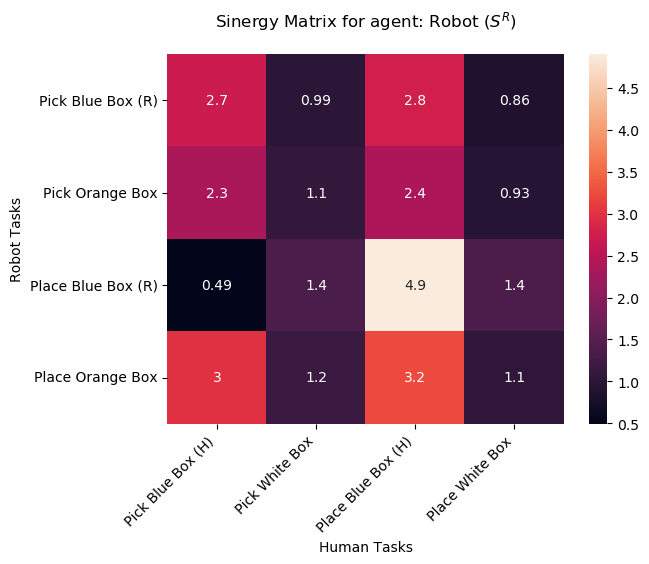 Sinergy Matrix for agent: Robot (S^R)
Pick Blue Box (R) 2.7 0.99 2.8 0.86
Pick Orange Box 2.3 1.1 2.4 0.93
Place Blue Box (R) 0.49 1.4 4.9 1.4
Place Orange Box 3 1.2 3.2 1.1
Robot Tasks
Pick Blue Box (H) Pick White Box Place Blue Box (H) Place White Box
Human Tasks
4.5
4.0
3.5
3.0
2.5
2.0
1.5
1.0
0.5